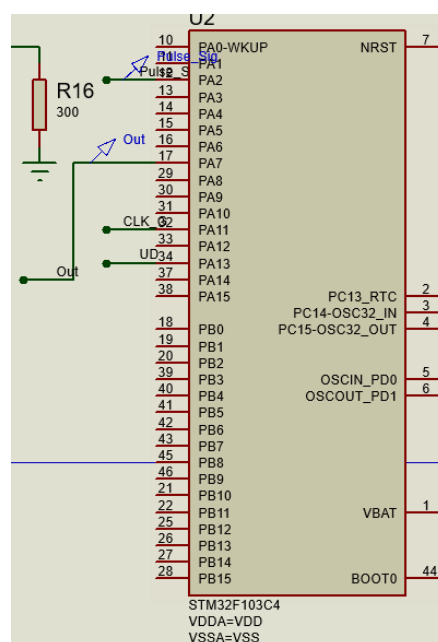 U2
10 PA0-WKUP NRST 7
11 PA1
Pulse_Sig
Pulse_S 12 PA2
13 PA3
14 PA4
15 PA5
16 PA6
Out
17 PA7
29 PA8
30 PA9
31 PA10
CLK_G 32 PA11
33 PA12
UD 34 PA13
Out
37 PA14
38 PA15
R16
300
PC13_RTC 2
PC14-OSC32_IN 3
PC15-OSC32_OUT 4
18 PB0
19 PB1
20 PB2
39 PB3
40 PB4
41 PB5
42 PB6
43 PB7
45 PB8
46 PB9
21 PB10
22 PB11
25 PB12
26 PB13
27 PB14
28 PB15
OSCIN_PD0 5
OSCOUT_PD1 6
VBAT 1
BOOT0 44
STM32F103C4
VDDA=VDD
VSSA=VSS